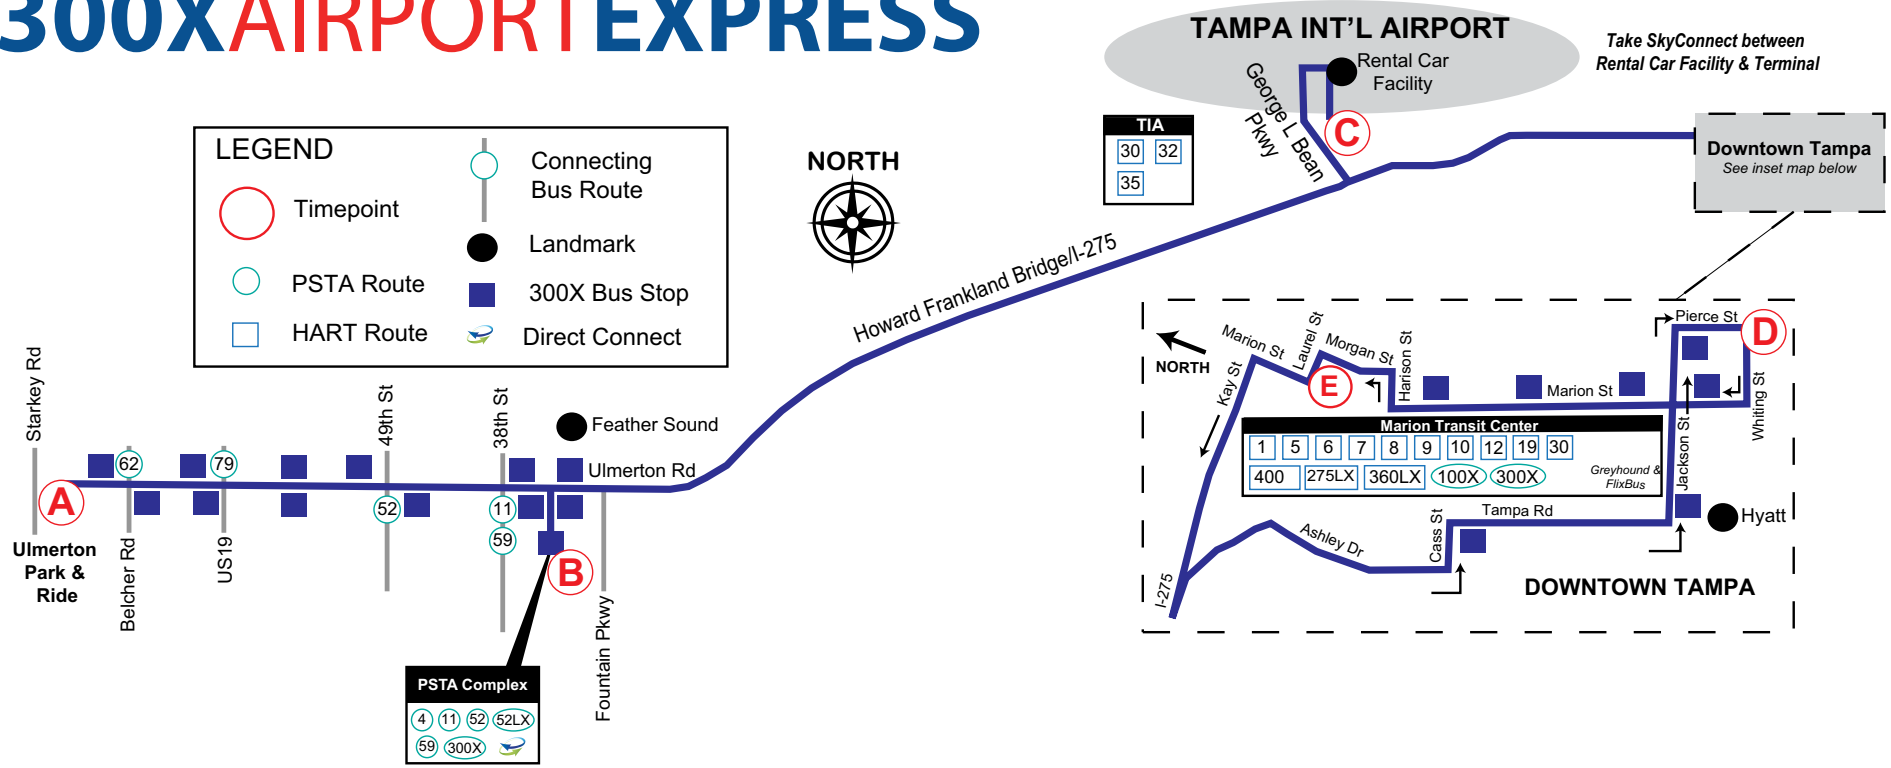 300XAIRPORTEXPRESS
TAMPA INT'L AIRPORT
Rental Car
Facility
Take SkyConnect between
Rental Car Facility & Terminal
George L Bean
Pkwy
C
TIA
30 32
35
Downtown Tampa
See inset map below
LEGEND
Timepoint
PSTA Route
HART Route
Connecting
Bus Route
Landmark
300X Bus Stop
Direct Connect
NORTH
Howard Frankland Bridge/I-275
Starkey Rd
A
Ulmerton
Park &
Ride
62
Belcher Rd
79
US19
49th St
52
38th St
11
59
Feather Sound
Ulmerton Rd
B
Fountain Pkwy
PSTA Complex
4 11 52 52LX
59 300X
NORTH
Kay St
Marion St
Laurel St
Morgan St
E
Harison St
Marion St
Pierce St
D
Whiting St
Jackson St
Marion Transit Center
1 5 6 7 8 9 10 12 19 30
400 275LX 360LX 100X 300X
Greyhound &
FlixBus
Tampa Rd
Hyatt
Cass St
Ashley Dr
I-275
DOWNTOWN TAMPA